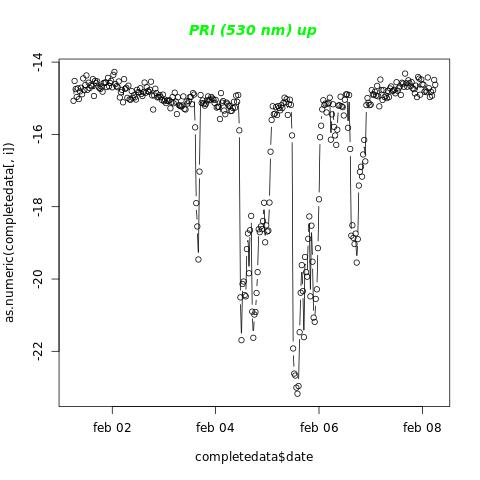 PRI (530 nm) up
-14
-16
-18
-20
-22
as.numeric(completedata[, i])
feb 02
feb 04
feb 06
feb 08
completedata$date